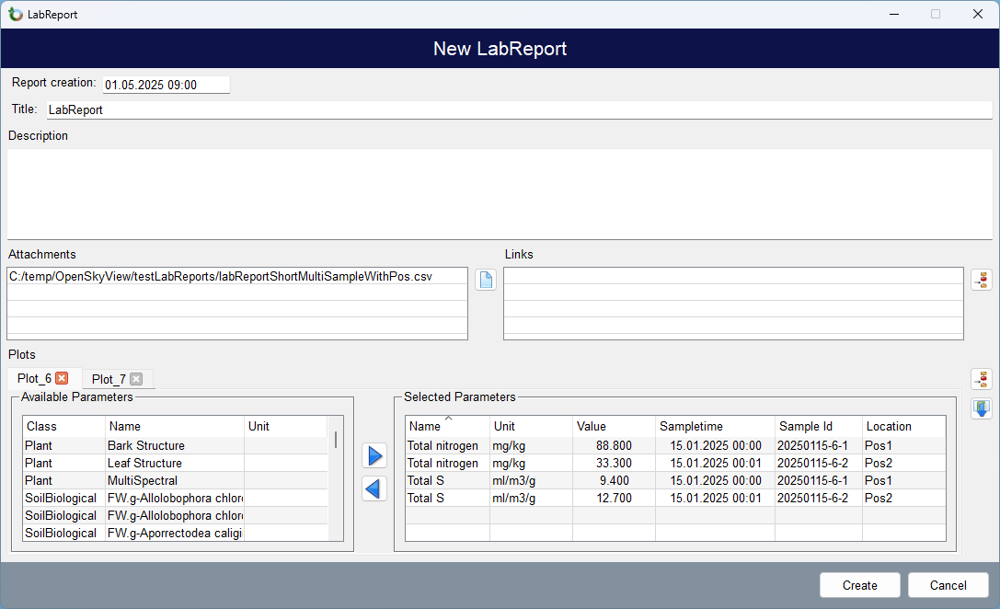 LabReport
New LabReport
Report creation: 01.05.2025 09:00
Title: LabReport
Description
Attachments Links
C:/temp/OpenSkyView/testLabReports/labReportShortMultiSampleWithPos.csv
Plots
Plot_6 Plot_7
Available Parameters Selected Parameters
Class Name Unit Name Unit Value Sampletime Sample Id Location
Plant Bark Structure Total nitrogen mg/kg 88.800 15.01.2025 00:00 20250115-6-1 Pos1
Plant Leaf Structure Total nitrogen mg/kg 33.300 15.01.2025 00:01 20250115-6-2 Pos2
Plant MultiSpectral Total S ml/m3/g 9.400 15.01.2025 00:00 20250115-6-1 Pos1
SoilBiological FW.g-Allolobophora chlor Total S ml/m3/g 12.700 15.01.2025 00:01 20250115-6-2 Pos2
SoilBiological FW.g-Allolobophora chlor
SoilBiological FW.g-Aporrectodea caligi
Create Cancel